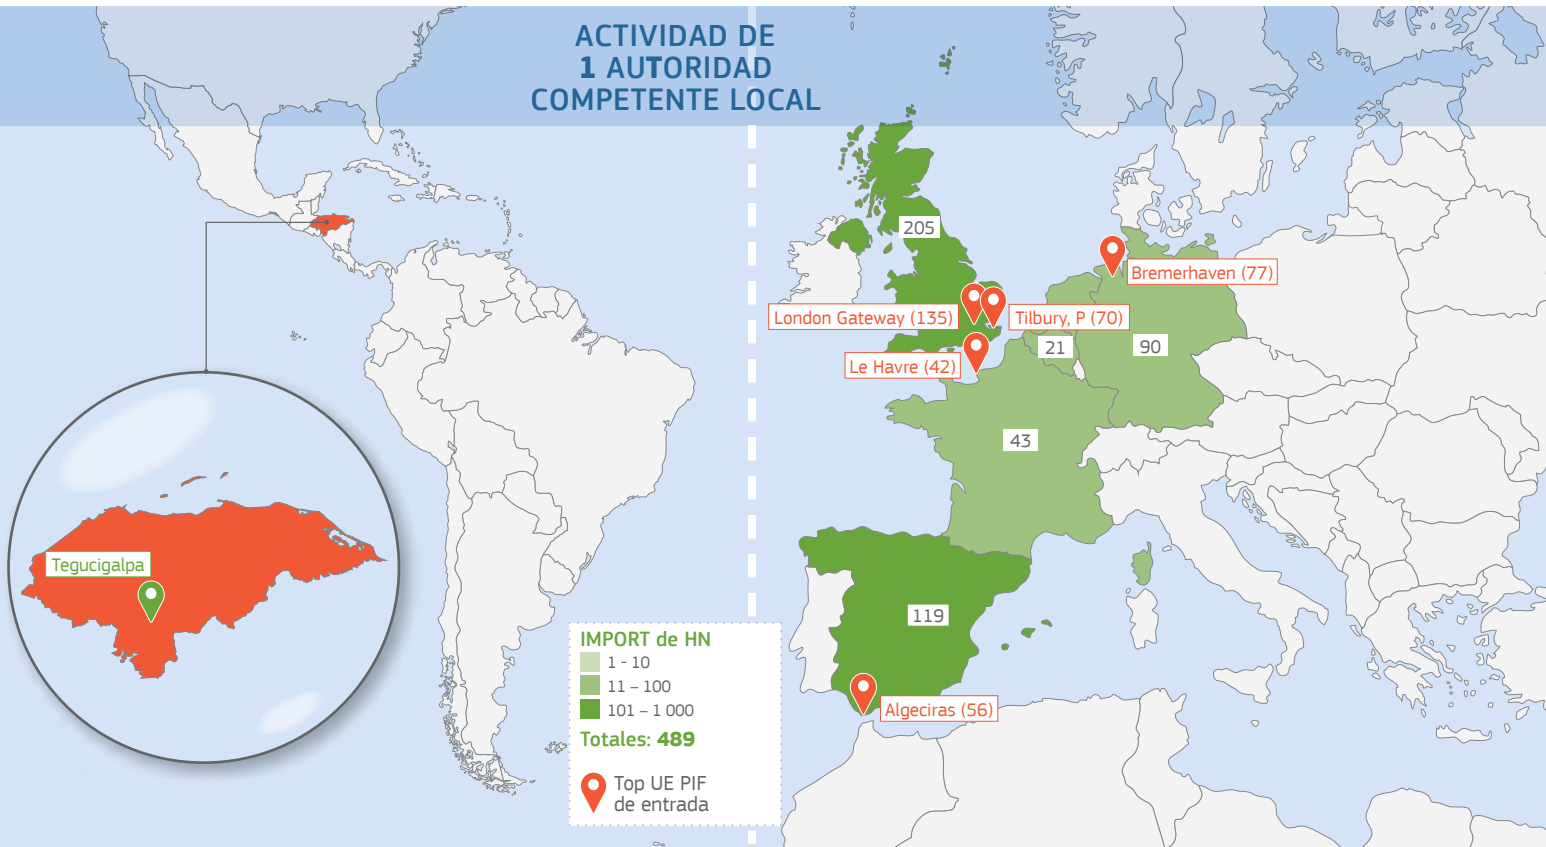 ACTIVIDAD DE
1 AUTORIDAD
COMPETENTE LOCAL
205
Bremerhaven (77)
London Gateway (135)
Tilbury, P (70)
21
90
Le Havre (42)
43
Tegucigalpa
119
IMPORT de HN
1 - 10
11 – 100
101 – 1 000
Totales: 489
Algeciras (56)
Top UE PIF
de entrada